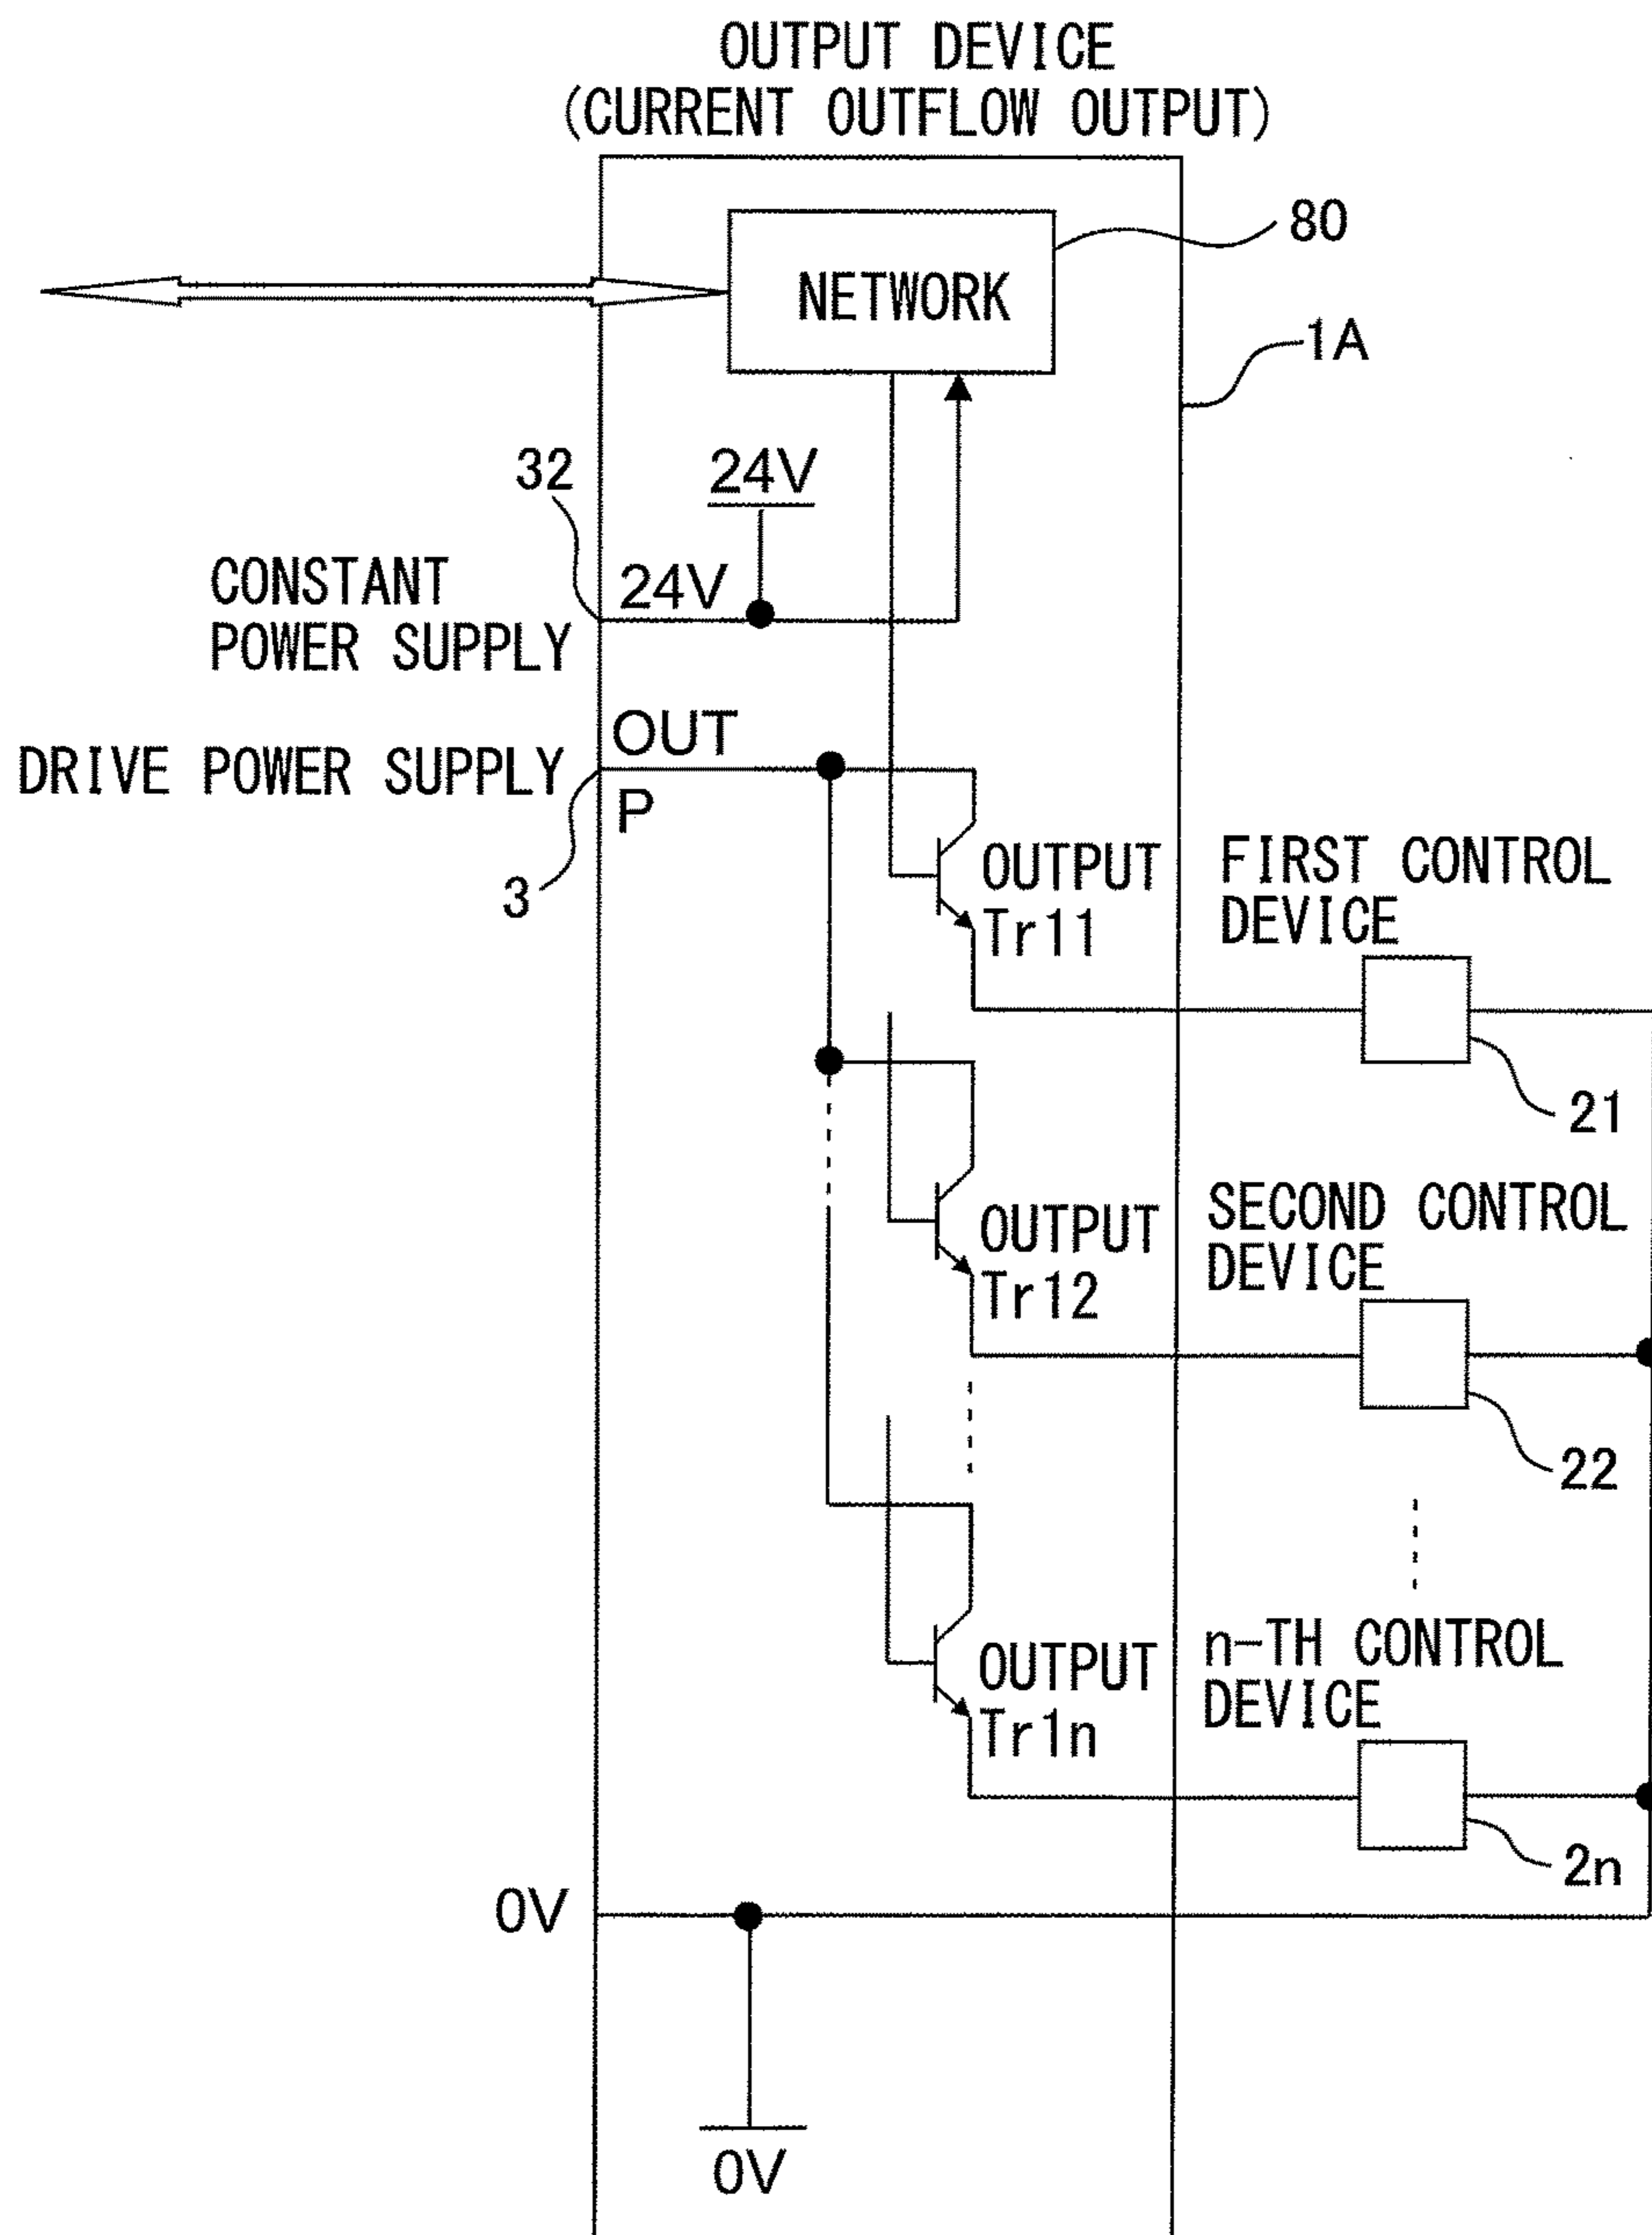 OUTPUT DEVICE
(CURRENT OUTFLOW OUTPUT)
80
NETWORK
1A
32
24V
24V
CONSTANT
POWER SUPPLY
OUT
DRIVE POWER SUPPLY
P
3
OUTPUT
Tr11
FIRST CONTROL
DEVICE
21
OUTPUT
Tr12
SECOND CONTROL
DEVICE
22
OUTPUT
Tr1n
n-TH CONTROL
DEVICE
2n
0V
0V